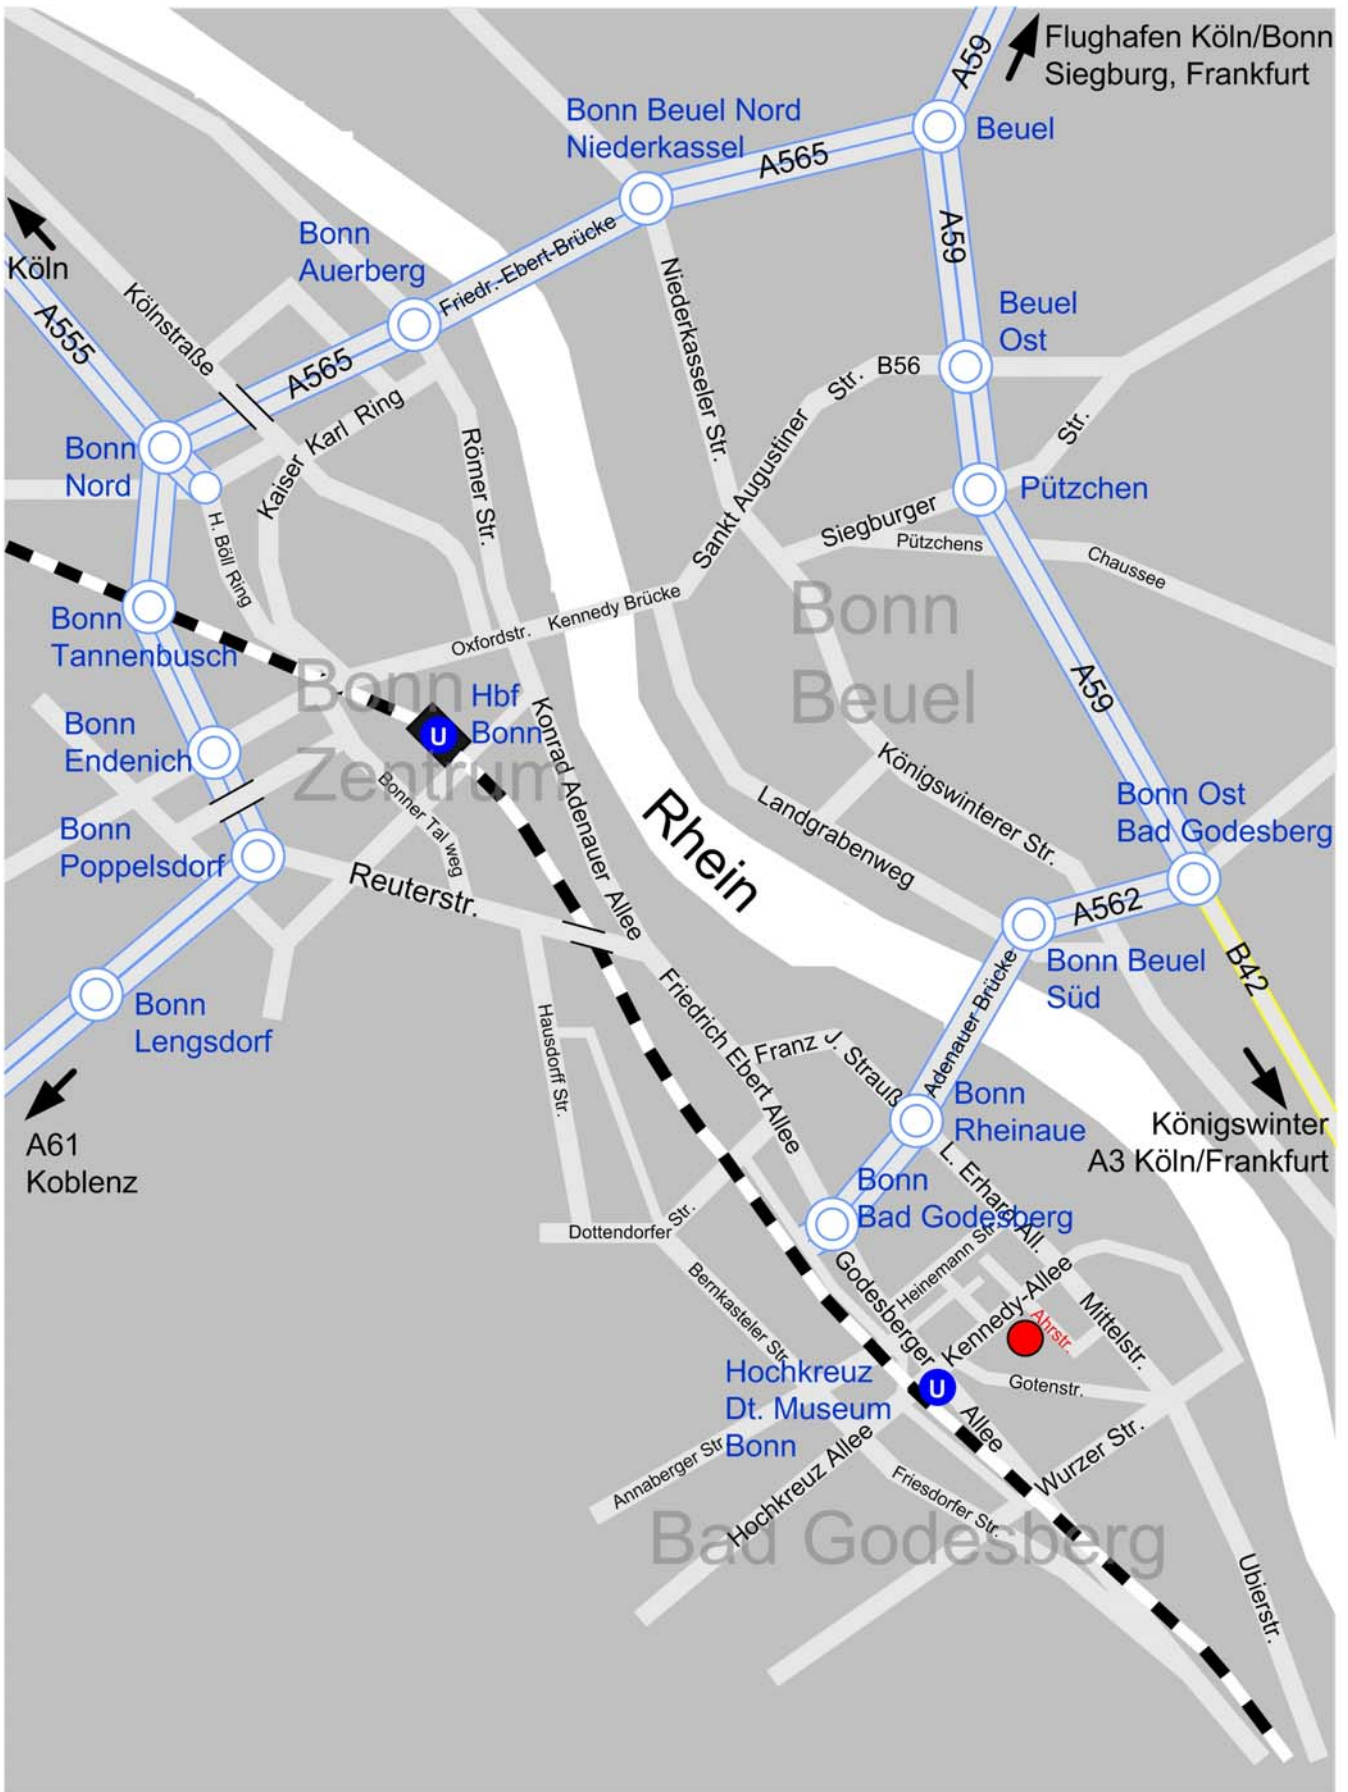 A59
Flughafen Köln/Bonn
Siegburg, Frankfurt
Bonn Beuel Nord
Niederkassel
A565
Beuel
Köln
A555
Kölnstraße
Bonn
Auerberg
Friedr.-Ebert-Brücke
A59
Niederkasseler Str.
Beuel
Ost
B56
Sankt Augustiner Str.
A565
Kaiser Karl Ring
Römer Str.
Bonn
Nord
H. Böll Ring
Str.
Siegburger
Pützchen
Pützchens
Chaussee
Bonn
Tannenbusch
Oxfordstr.
Kennedy Brücke
Bonn
Beuel
Bonn
Zentrum
Hbf
Bonn
U
Bonn
Endenich
Bonner Tal weg
Konrad Adenauer Allee
A59
Bonn
Poppelsdorf
Reuterstr.
Rhein
Landgrabenweg
Königswinterer Str.
Bonn Ost
Bad Godesberg
A562
B42
Bonn Beuel
Süd
Adenauer Brücke
Bonn
Lengsdorf
A61
Koblenz
Hausdorff Str.
Friedrich Ebert Allee
Franz J. Strauß
Bonn
Rheinaue
Königswinter
A3 Köln/Frankfurt
Bonn
Bad Godesberg
L. Erhard All.
Dottendorfer Str.
Bernkasteler Str.
Godesberger
Heinemann Str.
Kennedy-Allee
Ahrstr.
Mittelstr.
Hochkreuz
Dt. Museum
Bonn
U
Gotenstr.
Allee
Annaberger Str
Hochkreuz Allee
Friesdorfer Str.
Wurzer Str.
Bad Godesberg
Ubierstr.